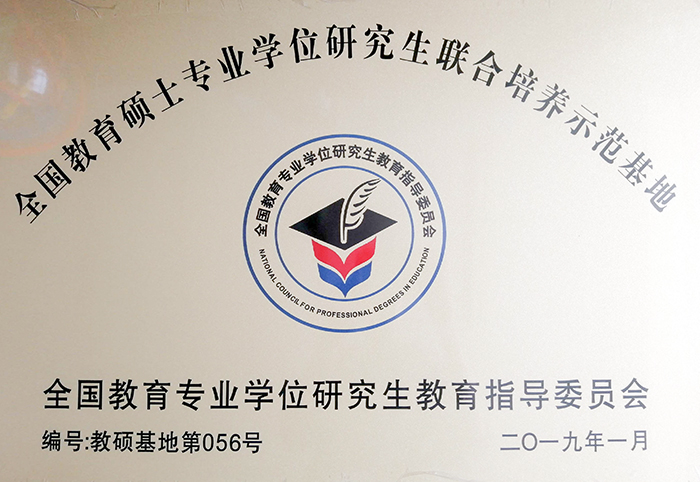 全国教育硕士专业学位研究生联合培养示范基地
全国教育专业学位研究生教育指导委员会
NATIONAL COUNCIL FOR PROFESSIONAL DEGREES IN EDUCATION
全国教育专业学位研究生教育指导委员会
编号:教硕基地第056号
二〇一九年一月